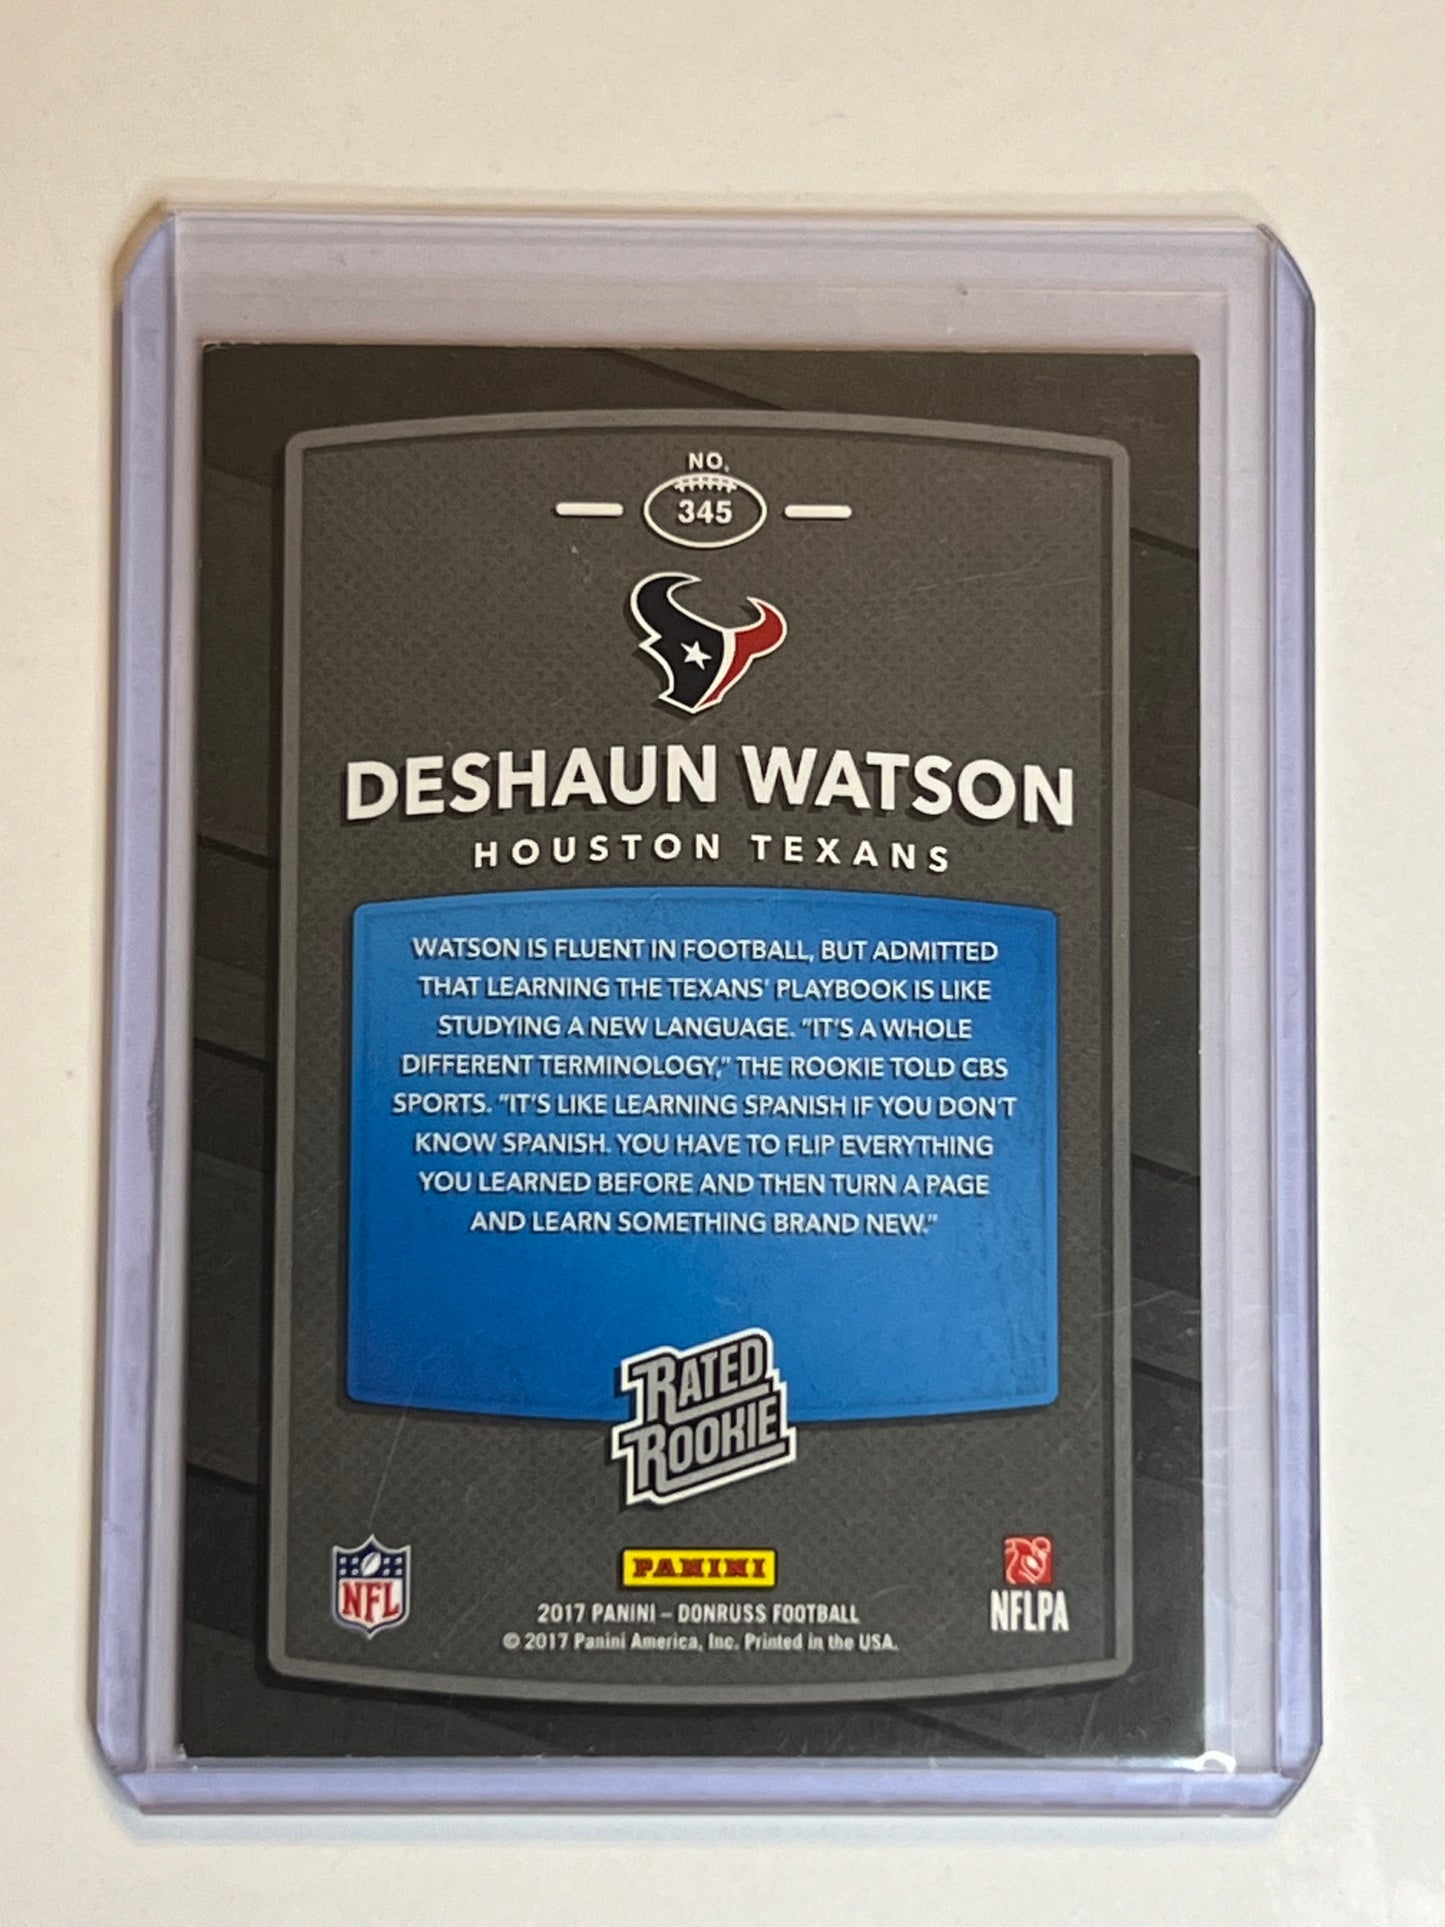 NO.
345
DESHAUN WATSON
HOUSTON TEXANS
WATSON IS FLUENT IN FOOTBALL, BUT ADMITTED
THAT LEARNING THE TEXANS' PLAYBOOK IS LIKE
STUDYING A NEW LANGUAGE. "IT'S A WHOLE
DIFFERENT TERMINOLOGY," THE ROOKIE TOLD CBS
SPORTS. "IT'S LIKE LEARNING SPANISH IF YOU DON'T
KNOW SPANISH. YOU HAVE TO FLIP EVERYTHING
YOU LEARNED BEFORE AND THEN TURN A PAGE
AND LEARN SOMETHING BRAND NEW."
RATED
ROOKIE
NFL
PANINI
NFLPA
2017 PANINI – DONRUSS FOOTBALL
© 2017 Panini America, Inc. Printed in the USA.